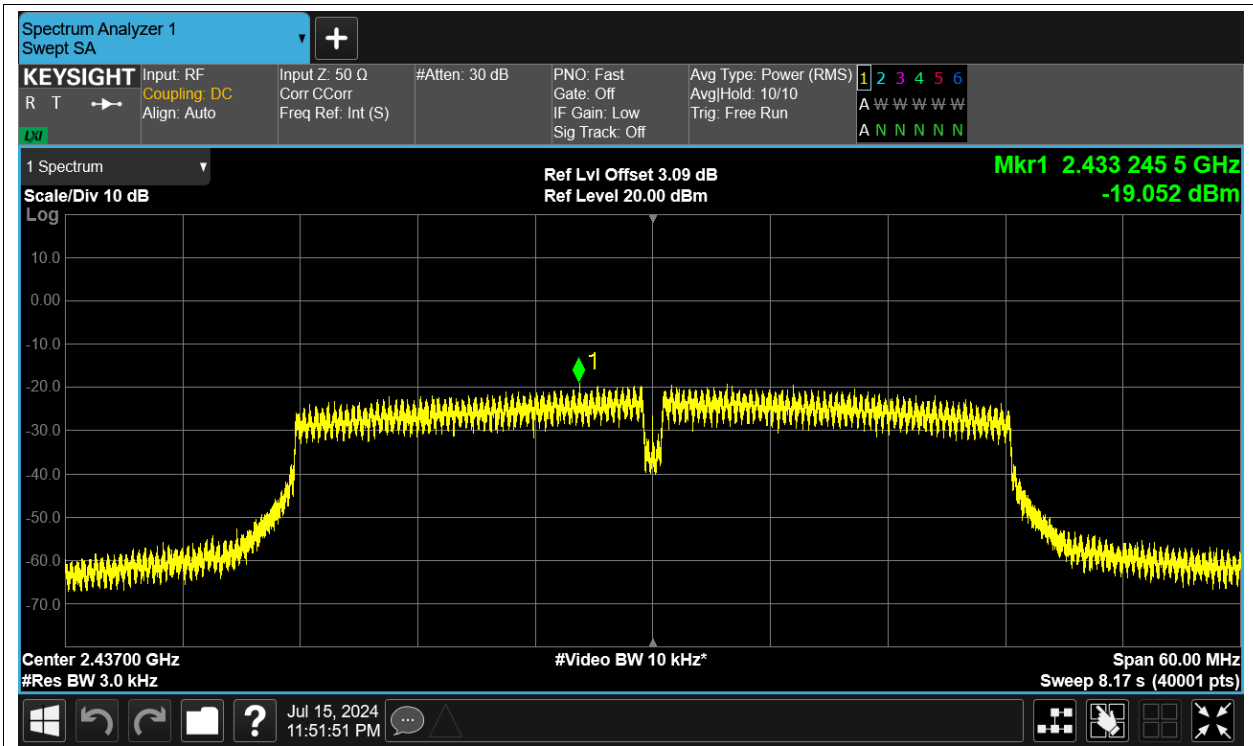 Spectrum Analyzer 1
Swept SA
KEYSIGHT
R T
LXI
Input: RF
Coupling: DC
Align: Auto
Input Z: 50 Ω
Corr CCorr
Freq Ref: Int (S)
#Atten: 30 dB
PNO: Fast
Gate: Off
IF Gain: Low
Sig Track: Off
Avg Type: Power (RMS)
Avg|Hold: 10/10
Trig: Free Run
1 2 3 4 5 6
A W W W W W
A N N N N N
1 Spectrum
Scale/Div 10 dB
Log
Ref Lvl Offset 3.09 dB
Ref Level 20.00 dBm
Mkr1 2.433 245 5 GHz
-19.052 dBm
10.0
0.00
-10.0
1
-20.0
-30.0
-40.0
-50.0
-60.0
-70.0
Center 2.43700 GHz
#Res BW 3.0 kHz
#Video BW 10 kHz*
Span 60.00 MHz
Sweep 8.17 s (40001 pts)
?
Jul 15, 2024
11:51:51 PM